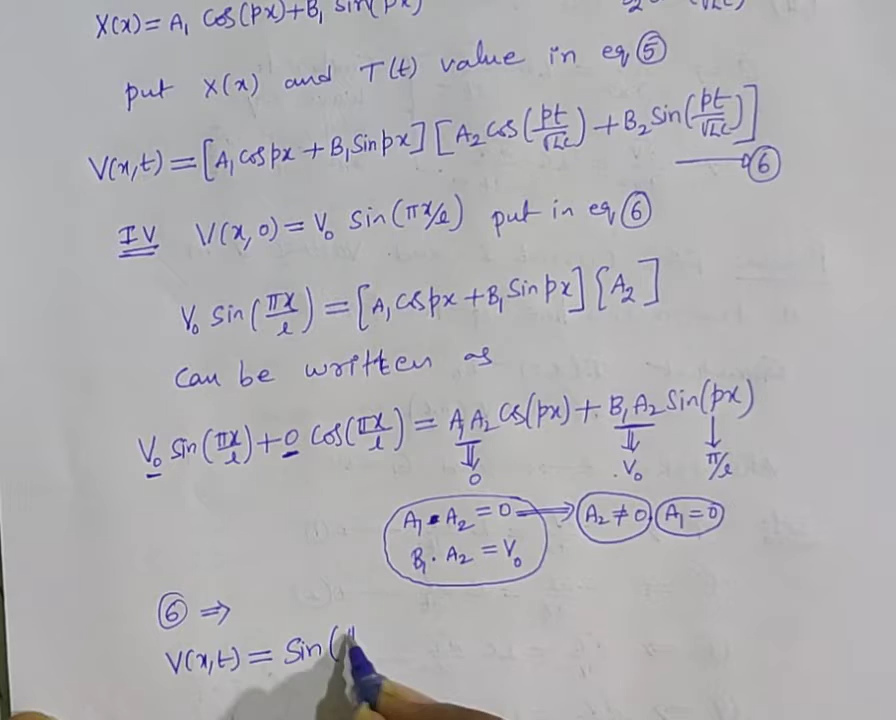 X(x) = A₁ Cos(px) + B₁ Sin(px)
put X(x) and T(t) value in eq ⑤
V(x,t) = [A₁ cos px + B₁ Sin px] [A₂ cos(pt/√LC) + B₂ Sin(pt/√LC)]
⟶ ⑥
IV V(x,0) = V₀ Sin(πx/l) put in eq ⑥
V₀ Sin(πx/l) = [A₁ cos px + B₁ Sin px] {A₂]
Can be written as
V₀ sin(πx/l) + 0 Cos(πx/l) = A₁A₂ Cos(px) + B₁A₂ Sin(px)
⇓ ⇓ ↓
0 V₀ π/l
A₁ • A₂ = 0 ⟹ A₂ ≠ 0 A₁ = 0
B₁ . A₂ = V₀
⑥ ⇒
V(x,t) = Sin(